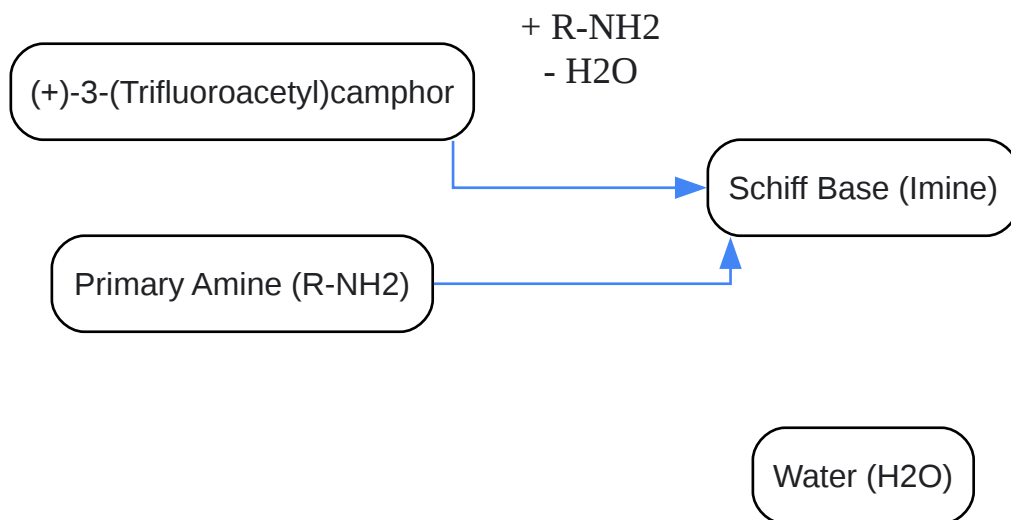 + R-NH2
- H2O
(+)-3-(Trifluoroacetyl)camphor
Schiff Base (Imine)
Primary Amine (R-NH2)
Water (H2O)